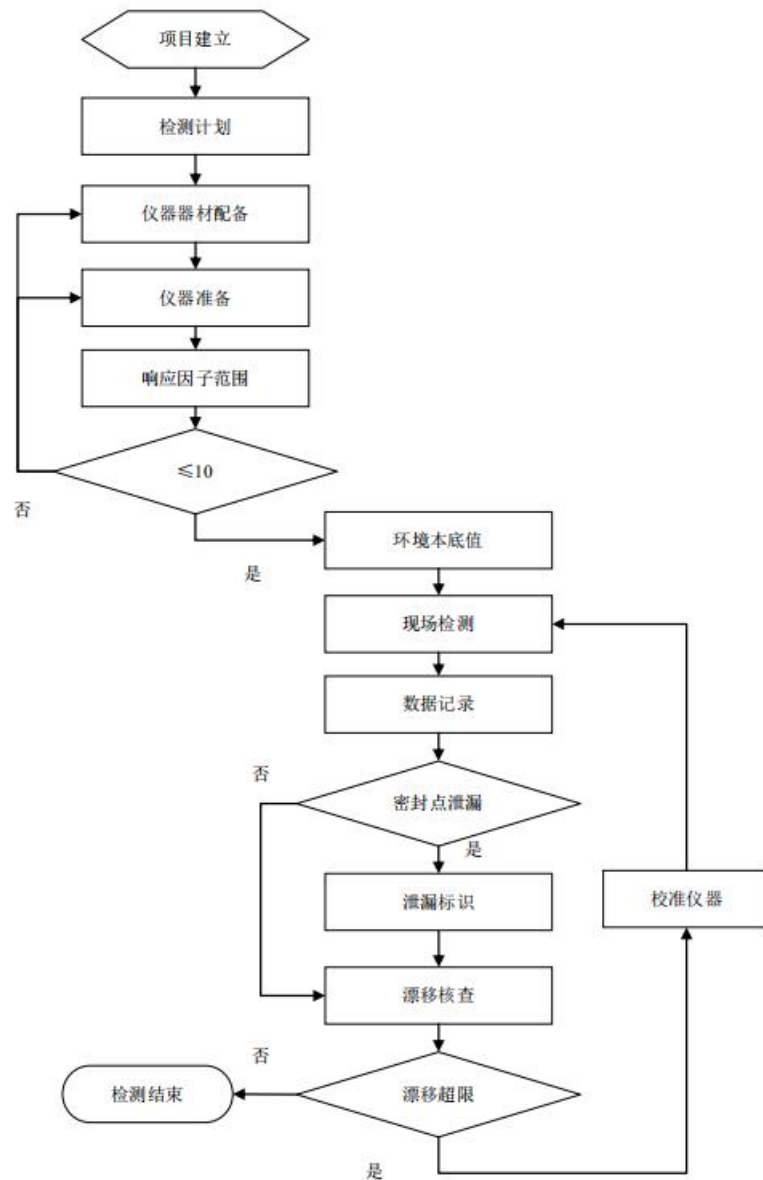 项目建立
检测计划
仪器器材配备
仪器准备
响应因子范围
≤10
否
是
环境本底值
现场检测
数据记录
否
密封点泄漏
是
泄漏标识
校准仪器
漂移核查
否
检测结束
漂移超限
是